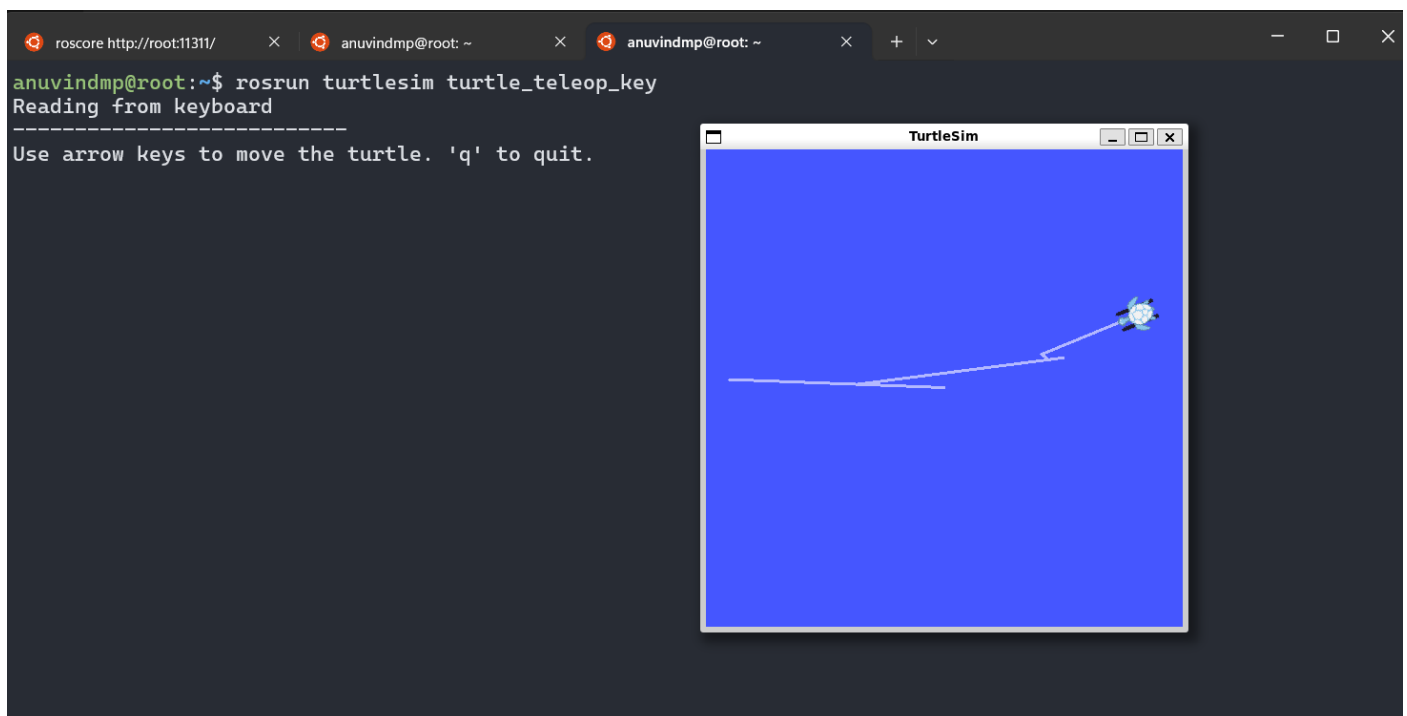 roscore http://root:11311/
anuvindmp@root: ~
anuvindmp@root: ~
anuvindmp@root:~$ rosrun turtlesim turtle_teleop_key
Reading from keyboard
---------------------------
Use arrow keys to move the turtle. 'q' to quit.
TurtleSim